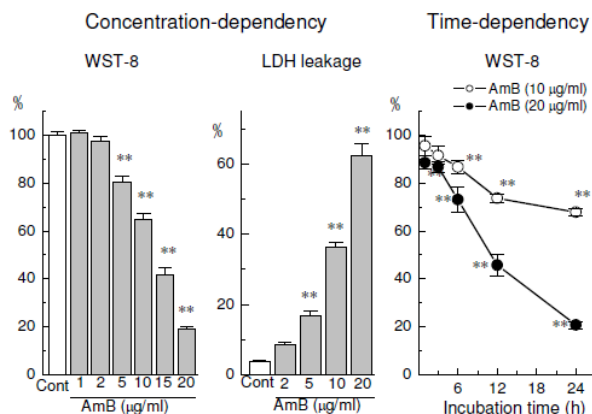 Concentration-dependency
Time-dependency
WST-8
LDH leakage
WST-8
AmB (10 μg/ml)
AmB (20 μg/ml)
%
100
80
60
40
20
0
**
**
**
**
Cont 1 2 5 10 15 20
AmB (μg/ml)
%
60
40
20
0
**
**
**
Cont 2 5 10 20
AmB (μg/ml)
%
100
80
60
40
20
0
**
**
**
**
**
**
**
6 12 24
Incubation time (h)